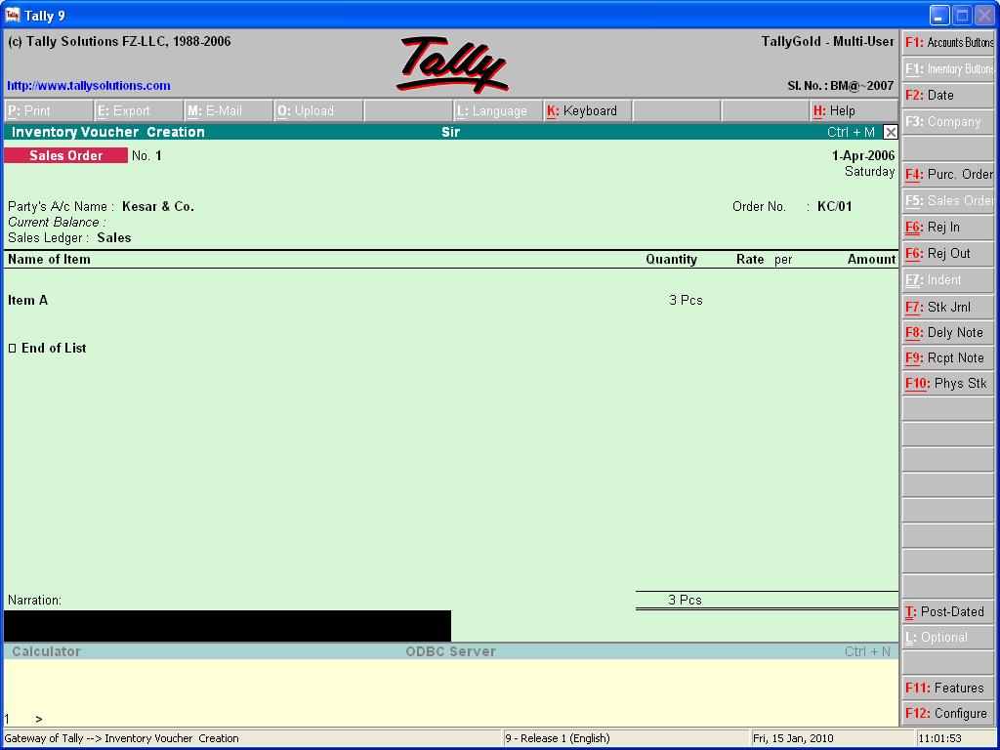 Tally 9
(c) Tally Solutions FZ-LLC, 1988-2006
Tally
TallyGold - Multi-User
http://www.tallysolutions.com
Sl. No. : BM@~2007
P: Print E: Export M: E-Mail O: Upload L: Language K: Keyboard H: Help
Inventory Voucher Creation Sir Ctrl + M
Sales Order No. 1 1-Apr-2006
Saturday
Party's A/c Name : Kesar & Co. Order No. : KC/01
Current Balance :
Sales Ledger : Sales
Name of Item Quantity Rate per Amount
Item A 3 Pcs
End of List
Narration: 3 Pcs
Calculator ODBC Server Ctrl + N
1 >
F1: Accounts Buttons
F1: Inventory Buttons
F2: Date
F3: Company
F4: Purc. Order
F5: Sales Order
F6: Rej In
F6: Rej Out
F7: Indent
F7: Stk Jrnl
F8: Dely Note
F9: Rcpt Note
F10: Phys Stk
T: Post-Dated
L: Optional
F11: Features
F12: Configure
Gateway of Tally --> Inventory Voucher Creation 9 - Release 1 (English) Fri, 15 Jan, 2010 11:01:53